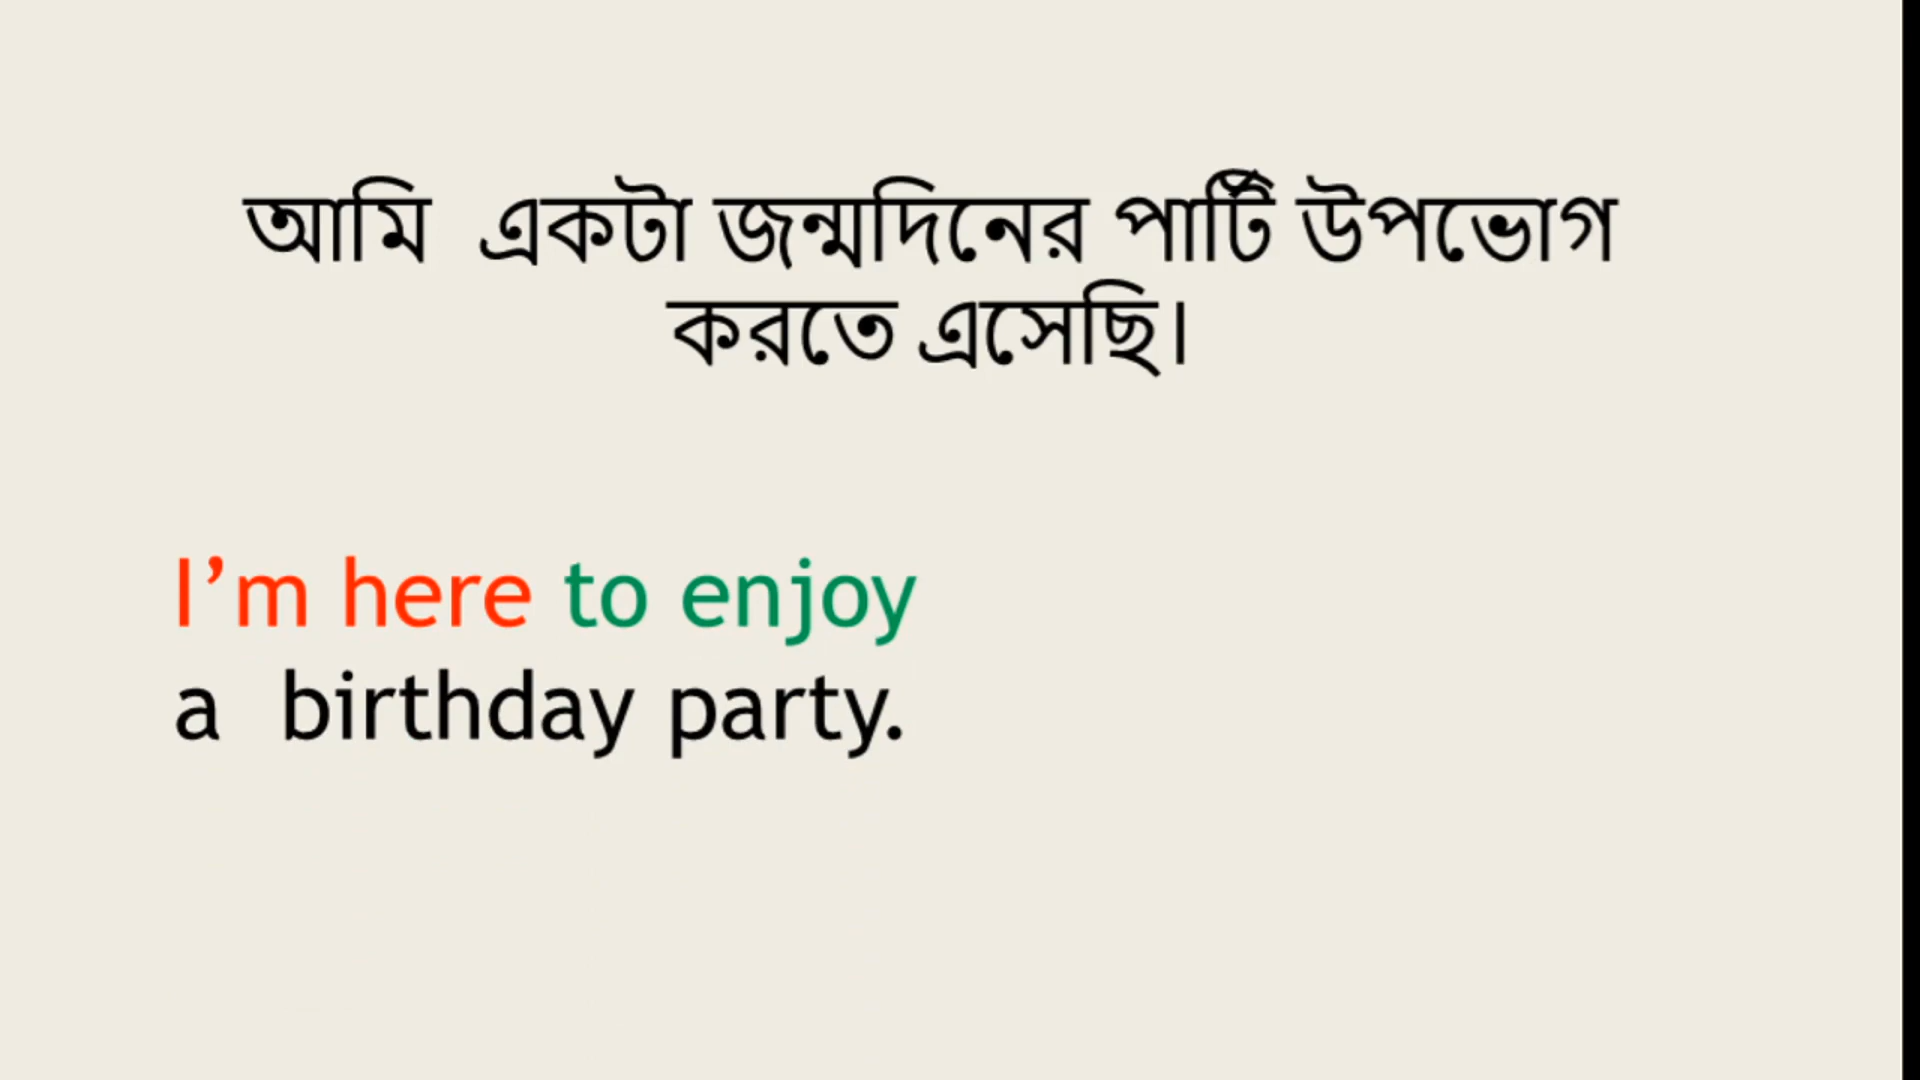 আমি একটা জন্মদিনের পার্টি উপভোগ
করতে এসেছি।
I’m here to enjoy
a birthday party.